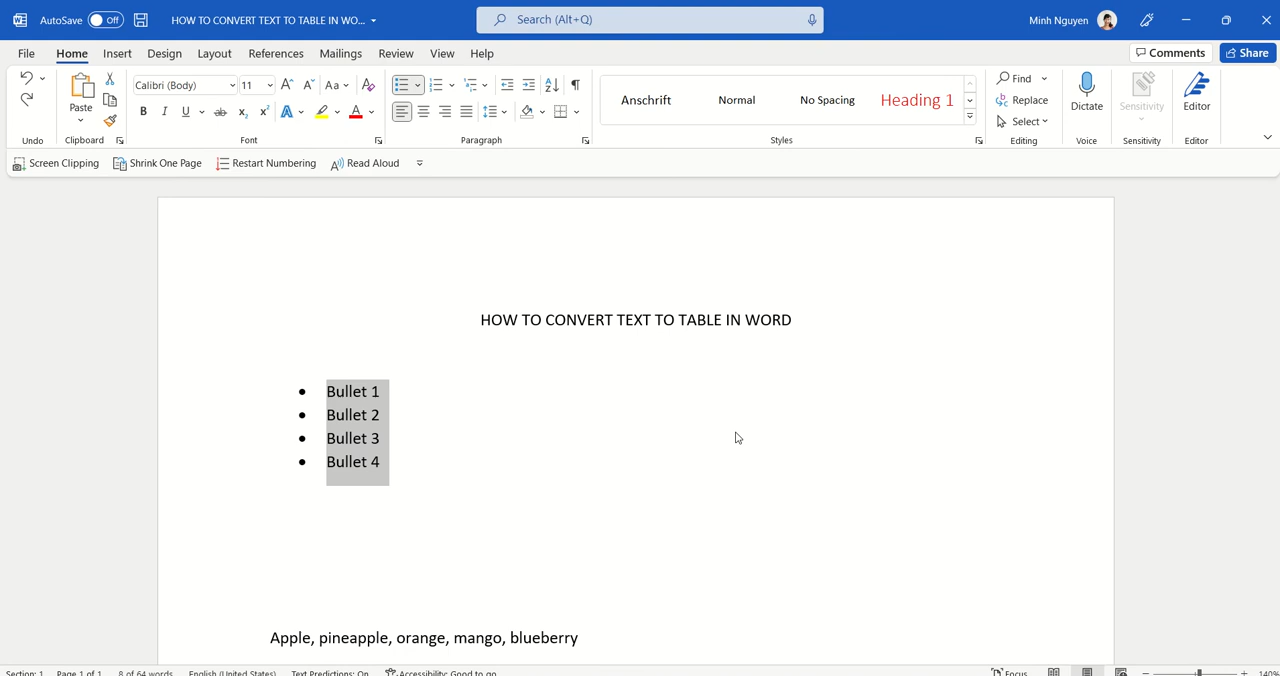 AutoSave Off HOW TO CONVERT TEXT TO TABLE IN WO... Search (Alt+Q) Minh Nguyen
File Home Insert Design Layout References Mailings Review View Help Comments Share
Calibri (Body) 11 Aa Anschrift Normal No Spacing Heading 1 Find
Paste Replace Dictate Sensitivity Editor
B I U ab x₂ x² A A Select
Undo Clipboard Font Paragraph Styles Editing Voice Sensitivity Editor
Screen Clipping Shrink One Page Restart Numbering Read Aloud
HOW TO CONVERT TEXT TO TABLE IN WORD
• Bullet 1
• Bullet 2
• Bullet 3
• Bullet 4
Apple, pineapple, orange, mango, blueberry
Section: 1 Page 1 of 1 8 of 64 words English (United States) Text Predictions: On Accessibility: Good to go Focus 140%